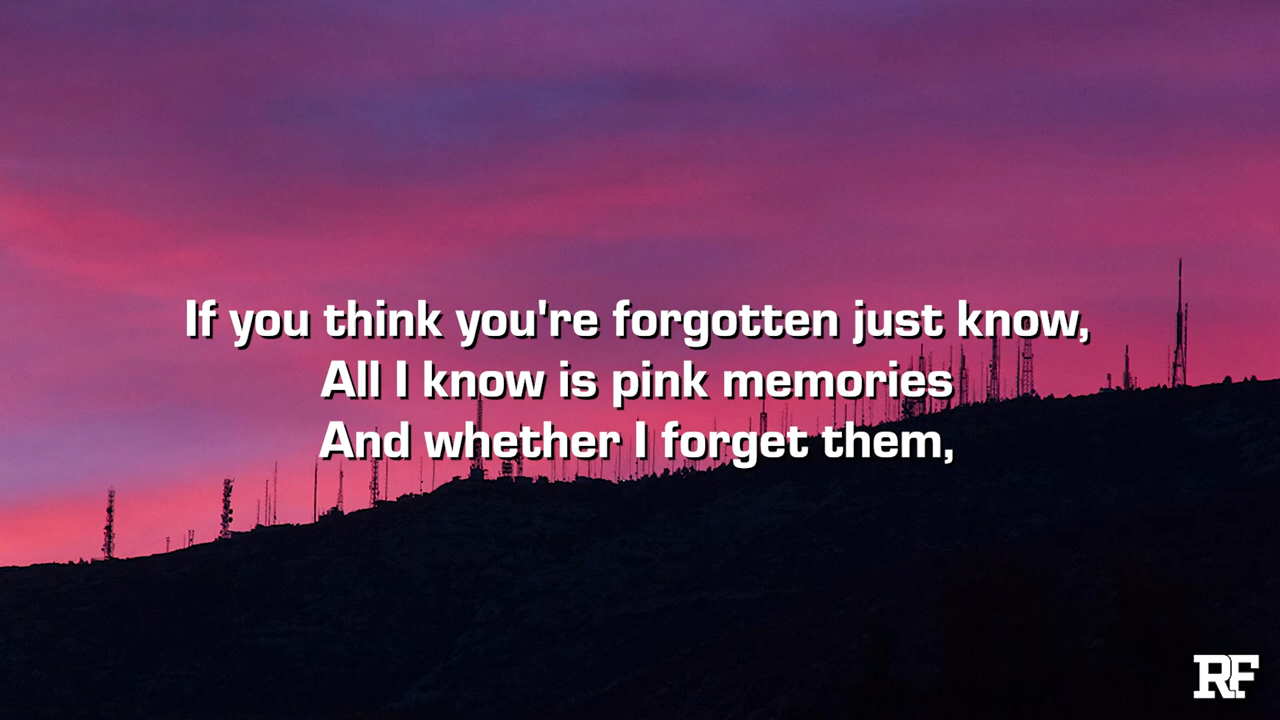 If you think you're forgotten just know,
All I know is pink memories
And whether I forget them,
RF